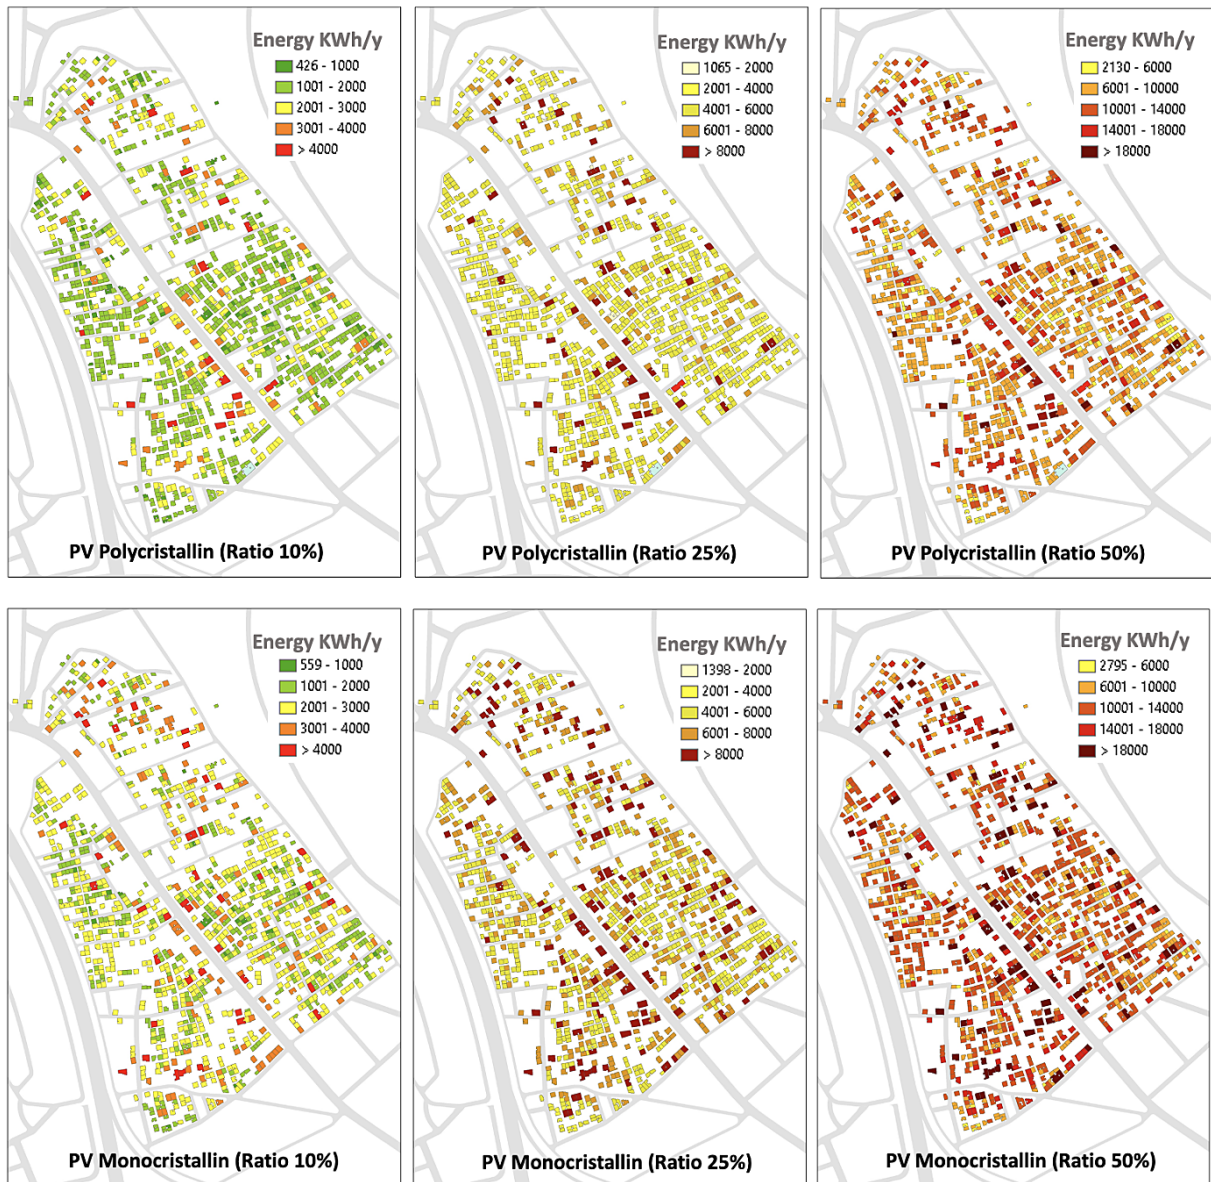 Energy KWh/y
426 - 1000
1001 - 2000
2001 - 3000
3001 - 4000
> 4000
PV Polycristallin (Ratio 10%)
Energy KWh/y
1065 - 2000
2001 - 4000
4001 - 6000
6001 - 8000
> 8000
PV Polycristallin (Ratio 25%)
Energy KWh/y
2130 - 6000
6001 - 10000
10001 - 14000
14001 - 18000
> 18000
PV Polycristallin (Ratio 50%)
Energy KWh/y
559 - 1000
1001 - 2000
2001 - 3000
3001 - 4000
> 4000
PV Monocristallin (Ratio 10%)
Energy KWh/y
1398 - 2000
2001 - 4000
4001 - 6000
6001 - 8000
> 8000
PV Monocristallin (Ratio 25%)
Energy KWh/y
2795 - 6000
6001 - 10000
10001 - 14000
14001 - 18000
> 18000
PV Monocristallin (Ratio 50%)